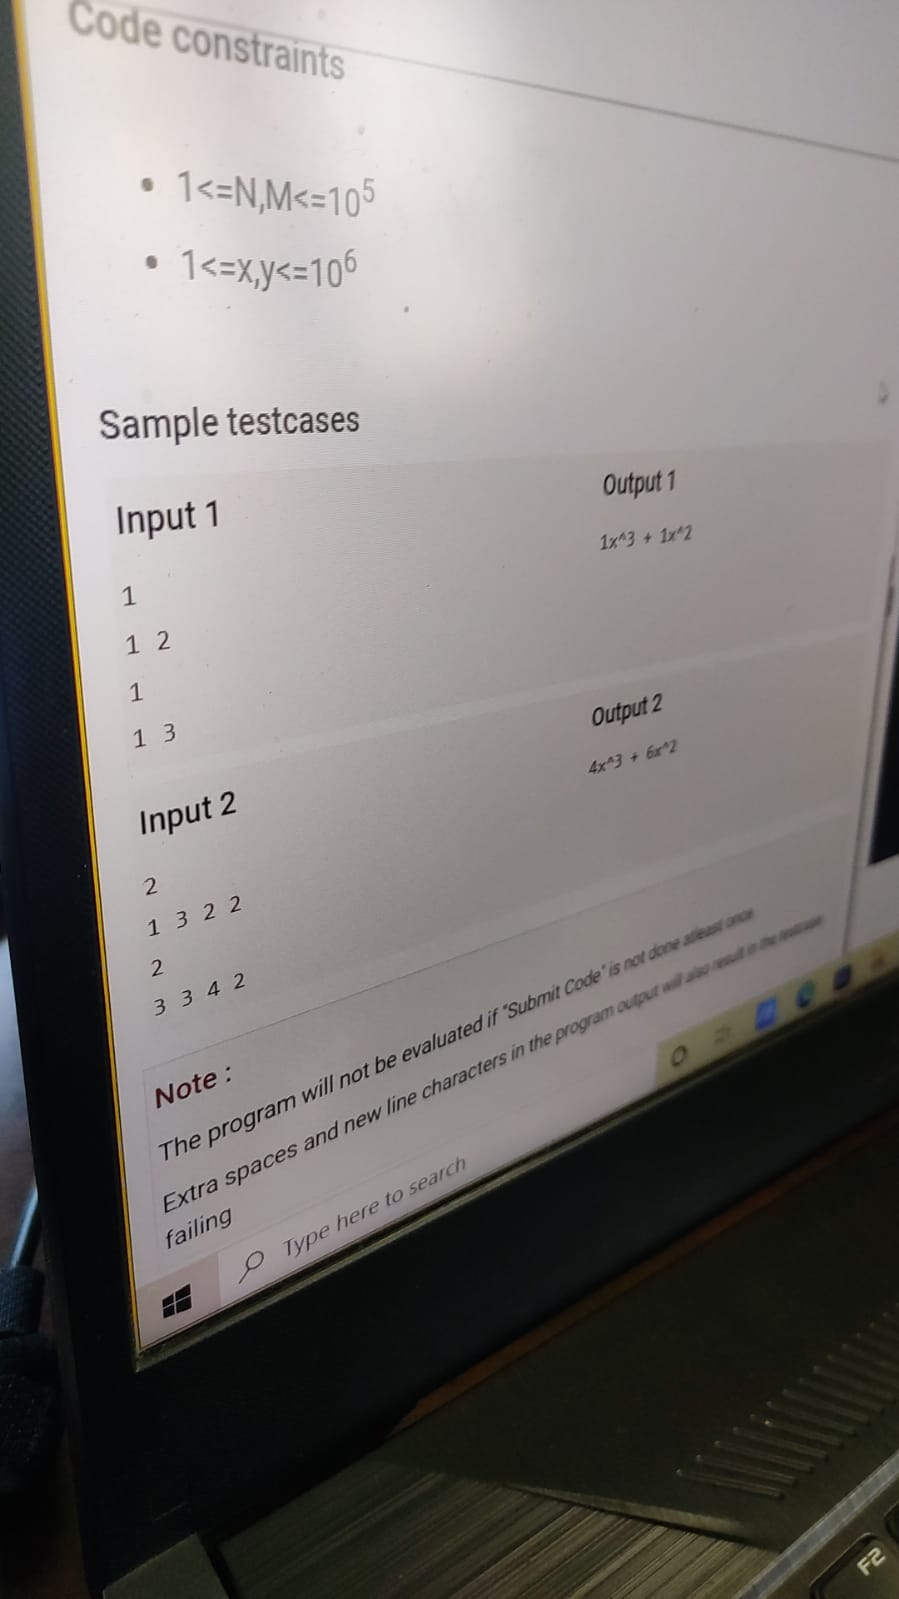 Code constraints
• 1<=N,M<=10^5
• 1<=x,y<=10^6
Sample testcases
Input 1
Output 1
1x^3 + 1x^2
1
1 2
1
1 3
Input 2
Output 2
4x^3 + 6x^2
2
1 3 2 2
2
3 3 4 2
Note :
The program will not be evaluated if "Submit Code" is not done atleast once
Extra spaces and new line characters in the program output will also result in the testcase
failing
Type here to search
F2